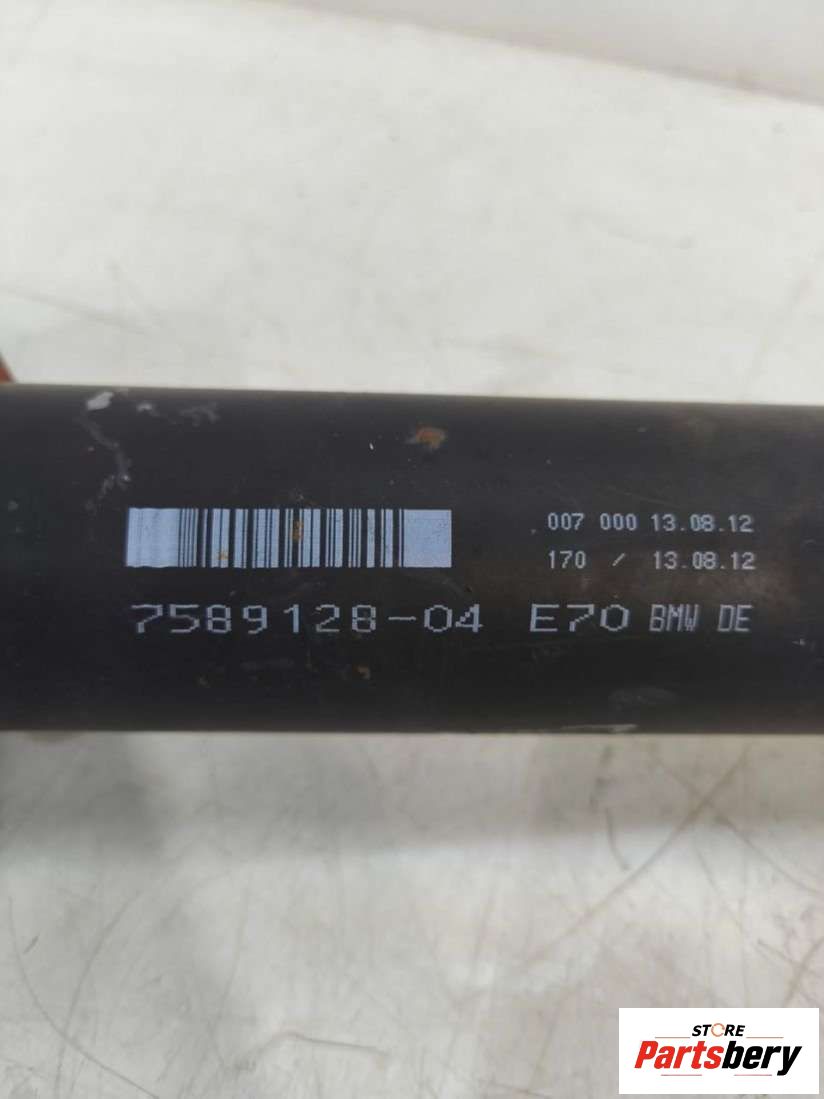 007 000 13.08.12
170 / 13.08.12
7589128-04 E70 BMW DE
STORE
Partsbery